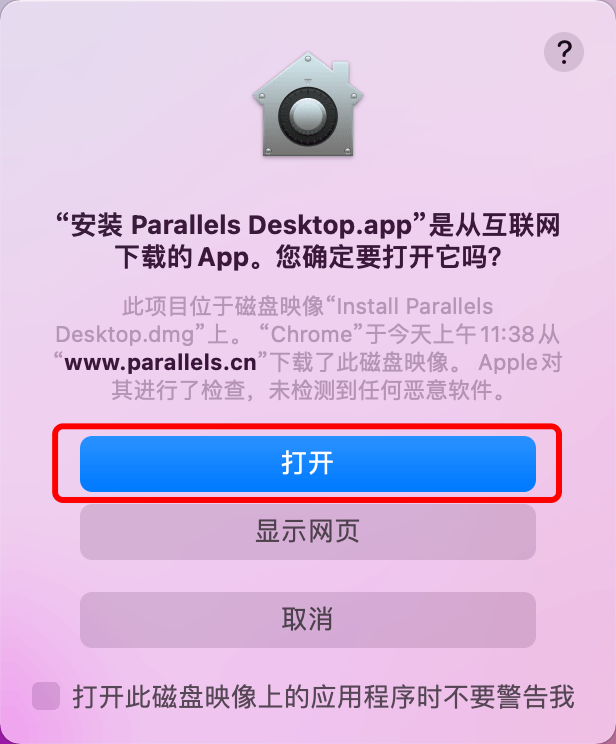 ?
“安装 Parallels Desktop.app”是从互联网
下载的 App。您确定要打开它吗?
此项目位于磁盘映像“Install Parallels
Desktop.dmg”上。“Chrome”于今天上午11:38从
“www.parallels.cn”下载了此磁盘映像。Apple对
其进行了检查，未检测到任何恶意软件。
打开
显示网页
取消
打开此磁盘映像上的应用程序时不要警告我